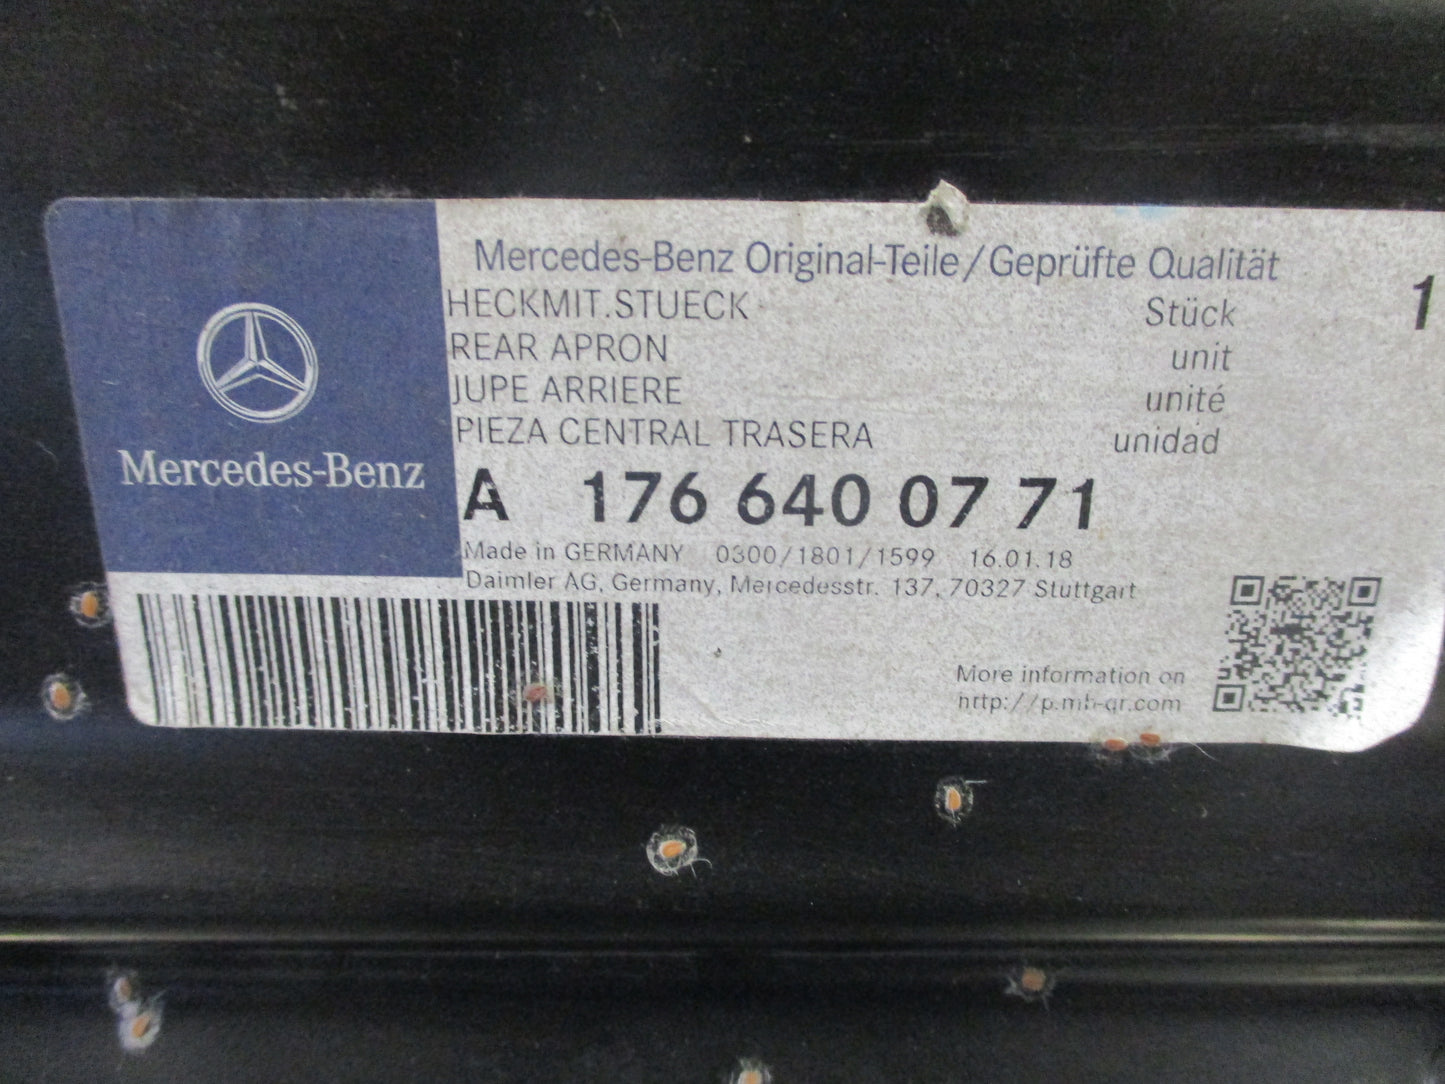 Mercedes-Benz
Mercedes-Benz Original-Teile/Geprüfte Qualität
HECKMIT.STUECK Stück 1
REAR APRON unit
JUPE ARRIERE unité
PIEZA CENTRAL TRASERA unidad
A 176 640 07 71
Made in GERMANY 0300/1801/1599 16.01.18
Daimler AG, Germany, Mercedesstr. 137, 70327 Stuttgart
More information on
http://p.mb-qr.com